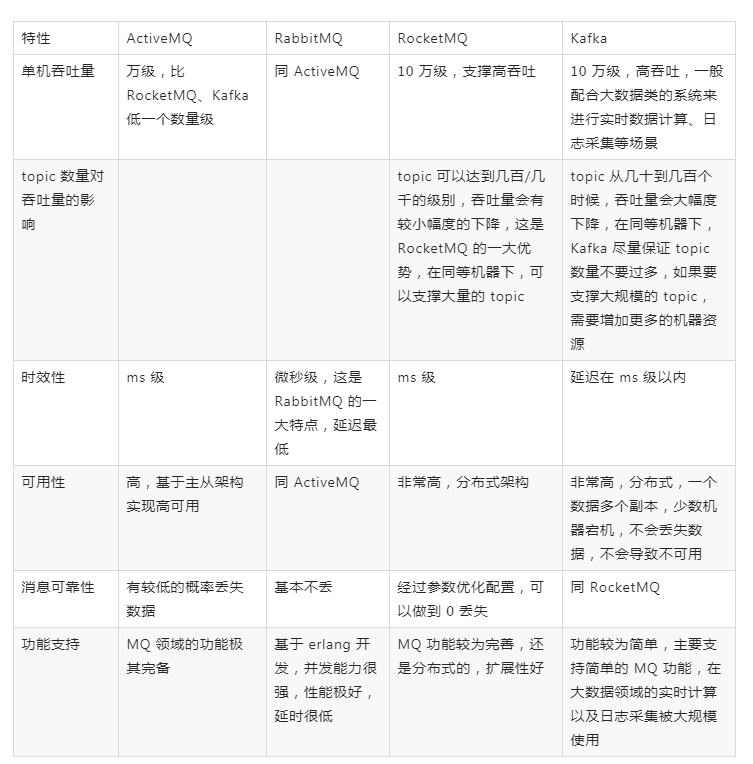 特性
ActiveMQ
RabbitMQ
RocketMQ
Kafka
单机吞吐量
万级，比
RocketMQ、Kafka
低一个数量级
同 ActiveMQ
10 万级，支撑高吞吐
10 万级，高吞吐，一般
配合大数据类的系统来
进行实时数据计算、日
志采集等场景
topic 数量对
吞吐量的影
响
topic 可以达到几百/几
千的级别，吞吐量会有
较小幅度的下降，这是
RocketMQ 的一大优
势，在同等机器下，可
以支撑大量的 topic
topic 从几十到几百个
时候，吞吐量会大幅度
下降，在同等机器下，
Kafka 尽量保证 topic
数量不要过多，如果要
支撑大规模的 topic，
需要增加更多的机器资
源
时效性
ms 级
微秒级，这是
RabbitMQ 的一
大特点，延迟最
低
ms 级
延迟在 ms 级以内
可用性
高，基于主从架构
实现高可用
同 ActiveMQ
非常高，分布式架构
非常高，分布式，一个
数据多个副本，少数机
器宕机，不会丢失数
据，不会导致不可用
消息可靠性
有较低的概率丢失
数据
基本不丢
经过参数优化配置，可
以做到 0 丢失
同 RocketMQ
功能支持
MQ 领域的功能极
其完备
基于 erlang 开
发，并发能力很
强，性能极好，
延时很低
MQ 功能较为完善，还
是分布式的，扩展性好
功能较为简单，主要支
持简单的 MQ 功能，在
大数据领域的实时计算
以及日志采集被大规模
使用